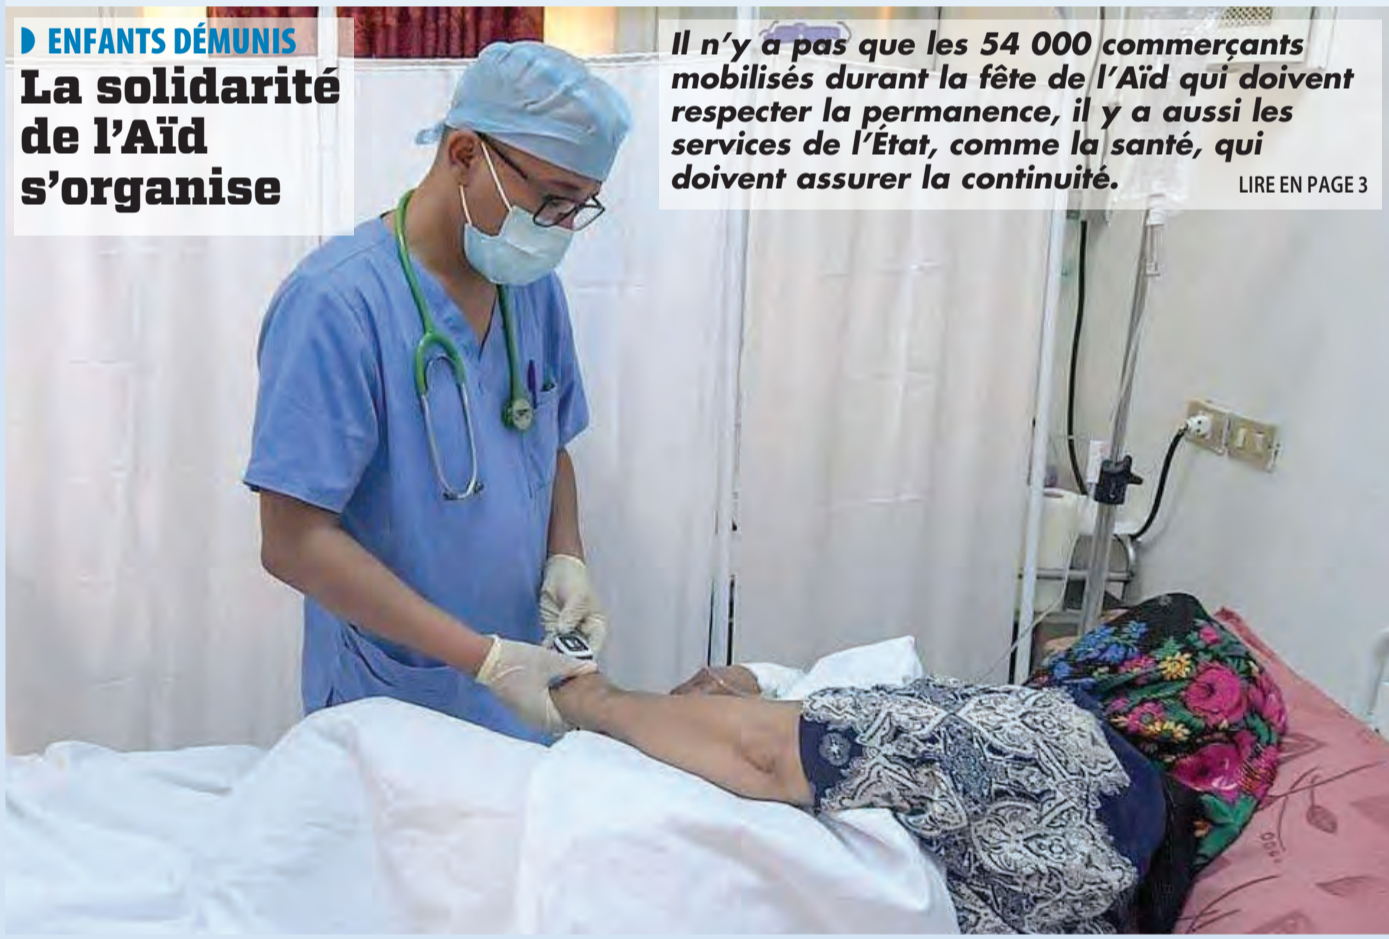 ENFANTS DÉMUNIS
La solidarité
de l'Aïd
s'organise
Il n'y a pas que les 54 000 commerçants
mobilisés durant la fête de l'Aïd qui doivent
respecter la permanence, il y a aussi les
services de l'État, comme la santé, qui
doivent assurer la continuité.
LIRE EN PAGE 3